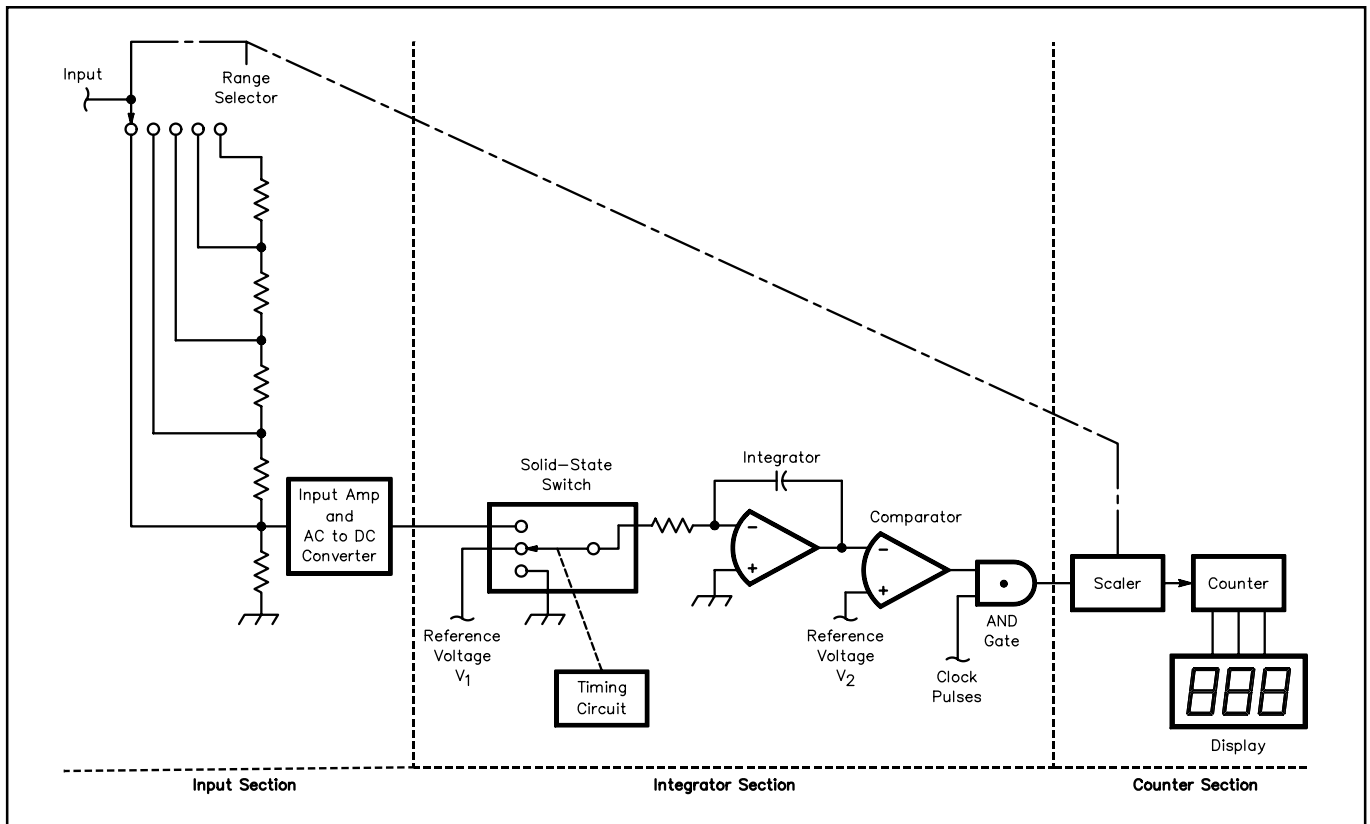 Input
Range
Selector
Input Amp
and
AC to DC
Converter
Solid-State
Switch
Reference
Voltage
V1
Timing
Circuit
Integrator
-
+
Comparator
-
+
Reference
Voltage
V2
AND
Gate
Clock
Pulses
Scaler
Counter
888
Display
Input Section
Integrator Section
Counter Section